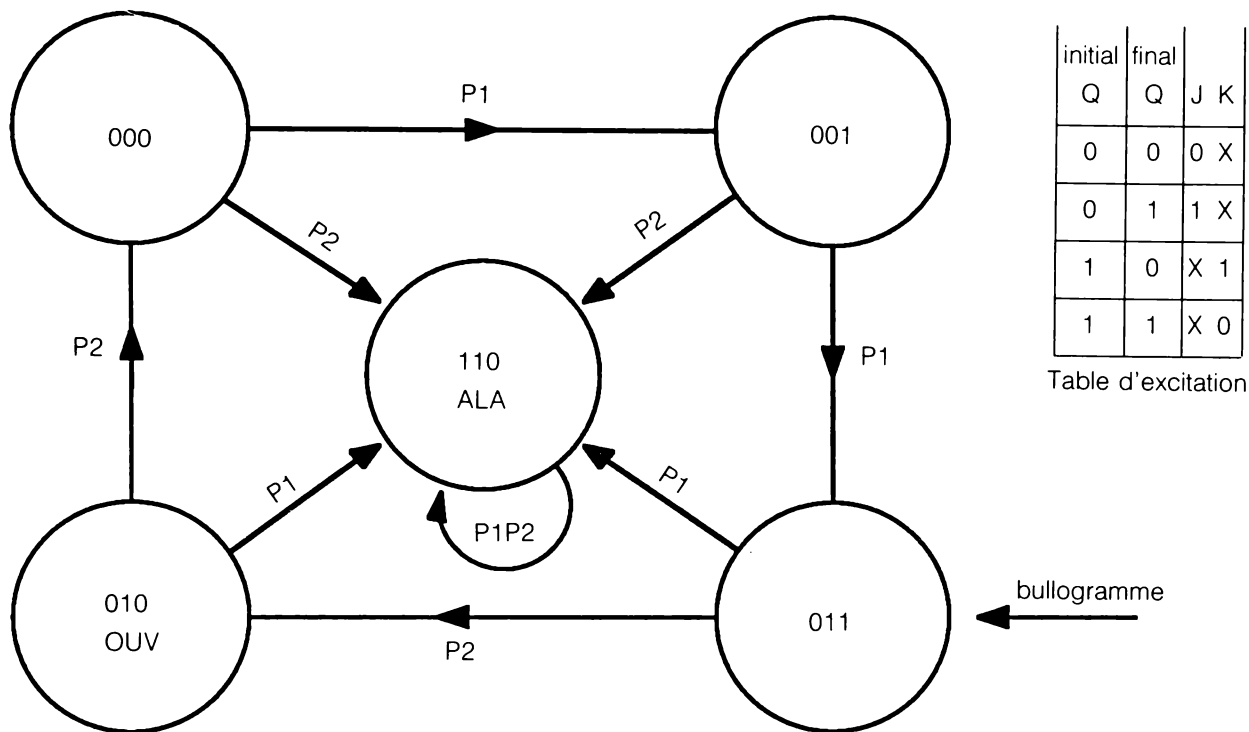 000
P1
001
P2
P2
P2
P1
110
ALA
P1
P1
P1P2
010
OUV
P2
011
bullogramme
initial final
Q Q J K
0 0 0 X
0 1 1 X
1 0 X 1
1 1 X 0
Table d'excitation